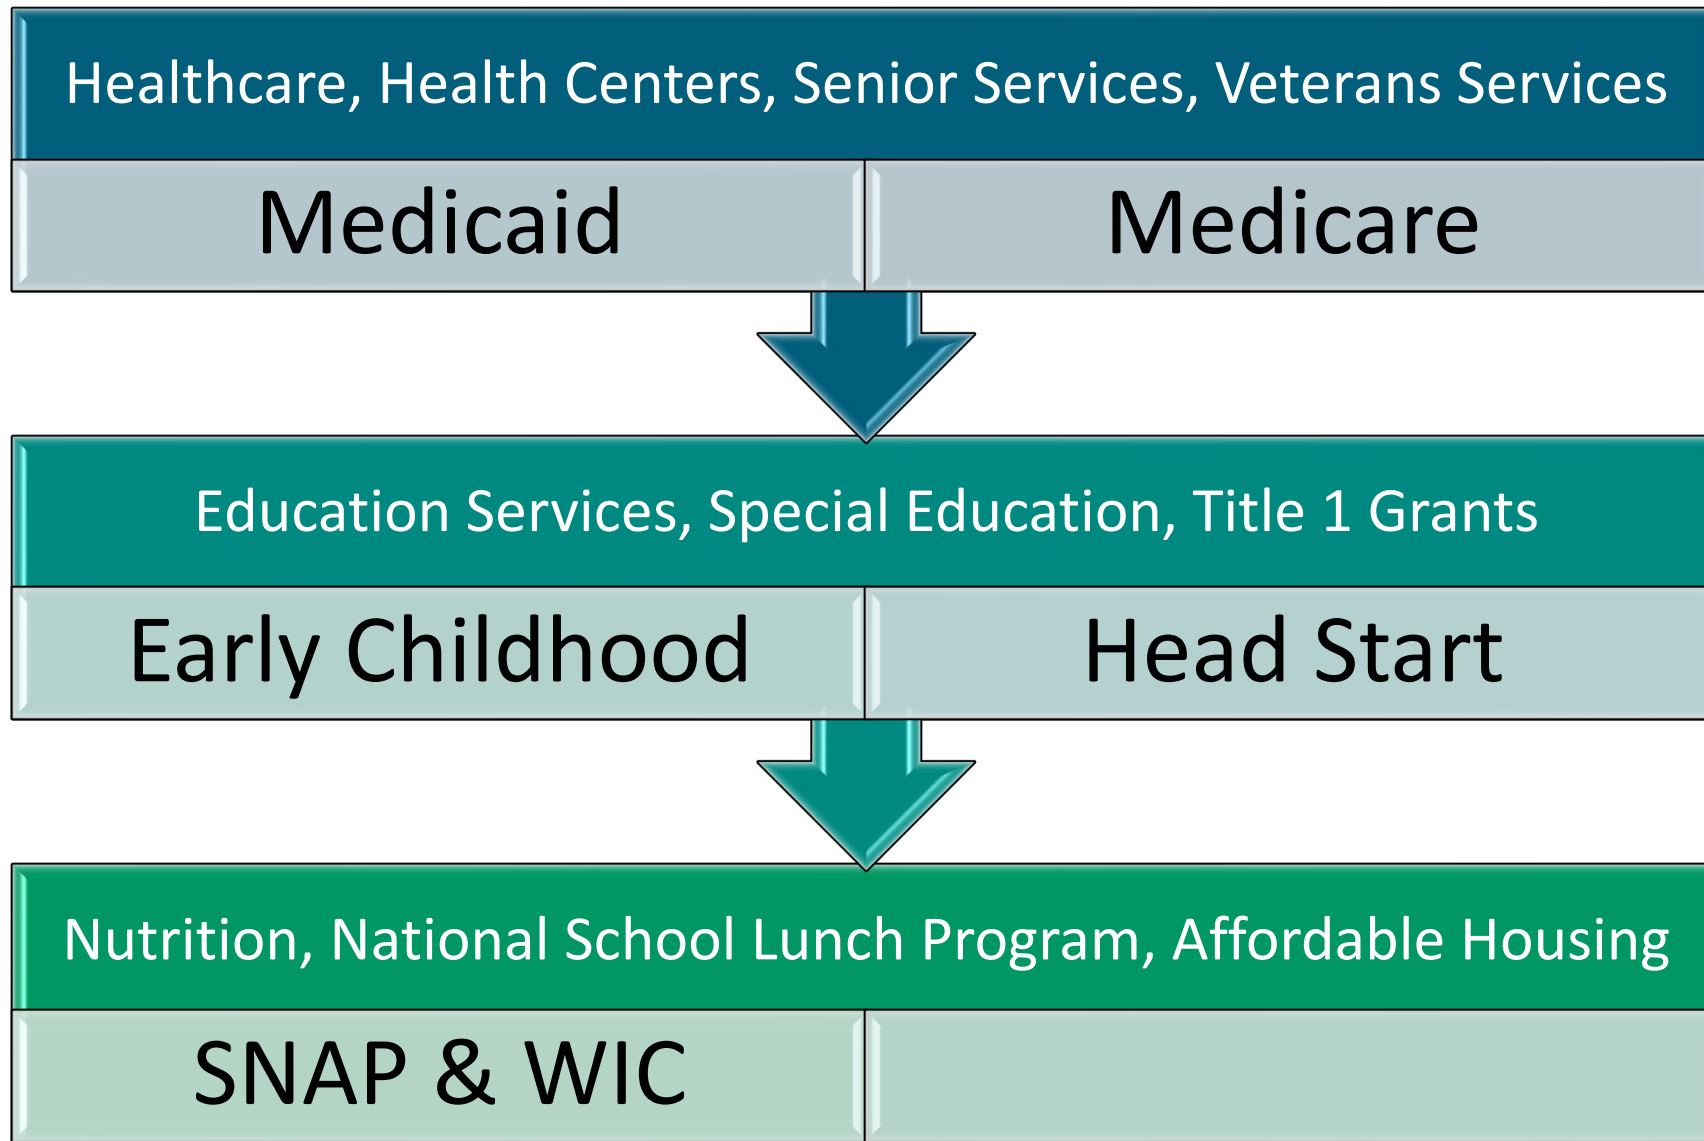 Healthcare, Health Centers, Senior Services, Veterans Services
Medicaid
Medicare
Education Services, Special Education, Title 1 Grants
Early Childhood
Head Start
Nutrition, National School Lunch Program, Affordable Housing
SNAP & WIC